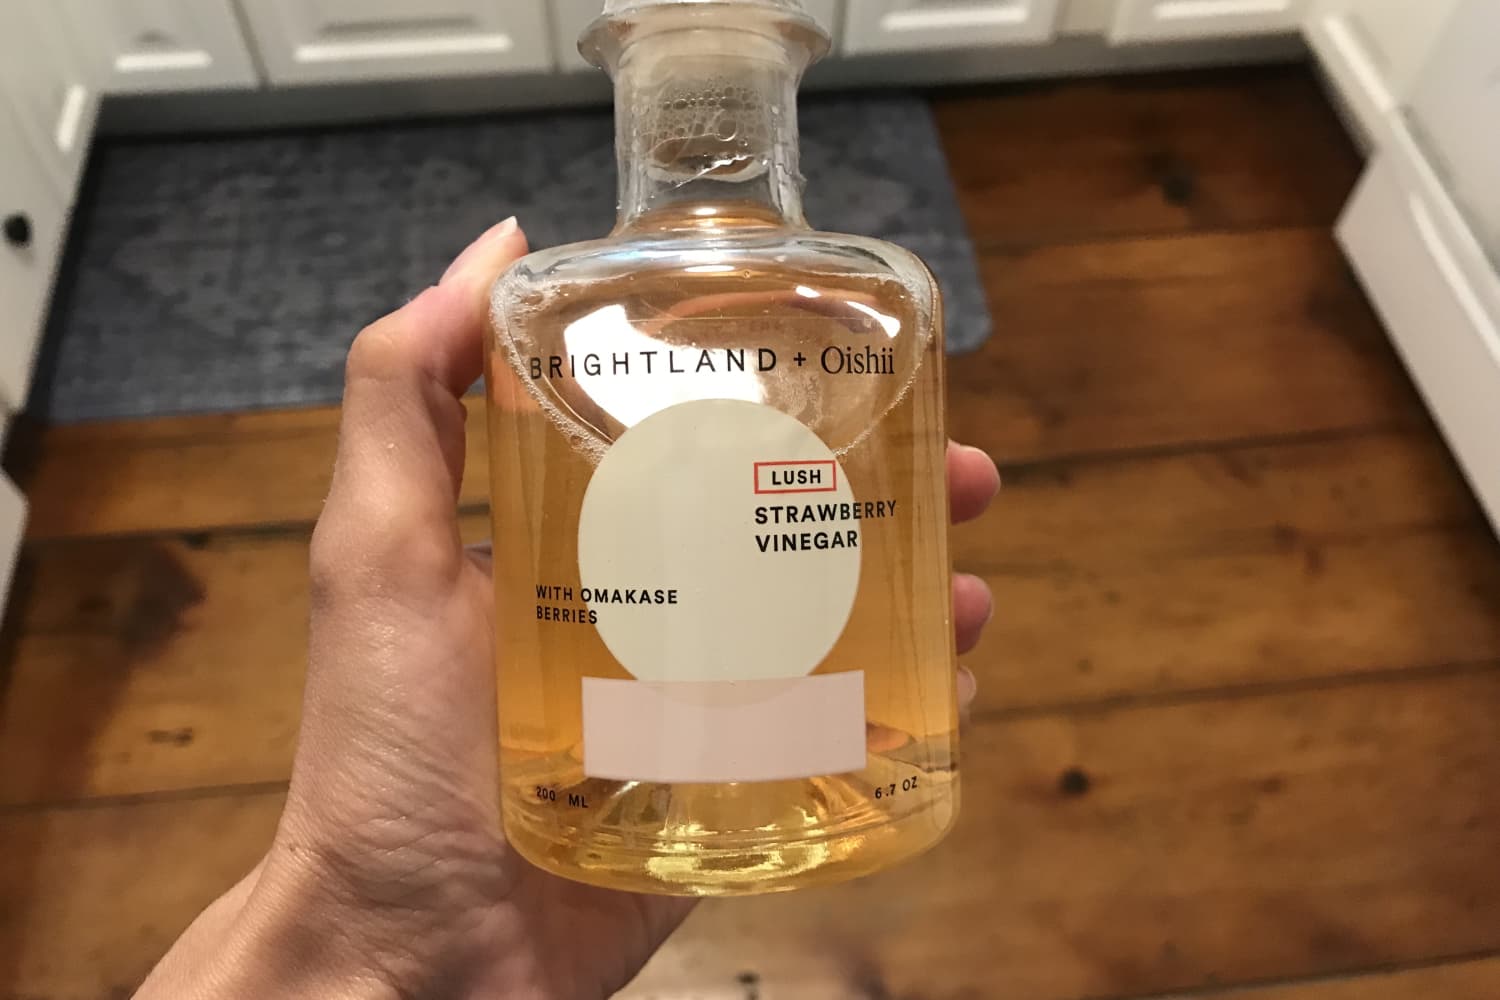 BRIGHTLAND + Oishii
LUSH
STRAWBERRY
VINEGAR
WITH OMAKASE
BERRIES
200 ML
6.7 OZ